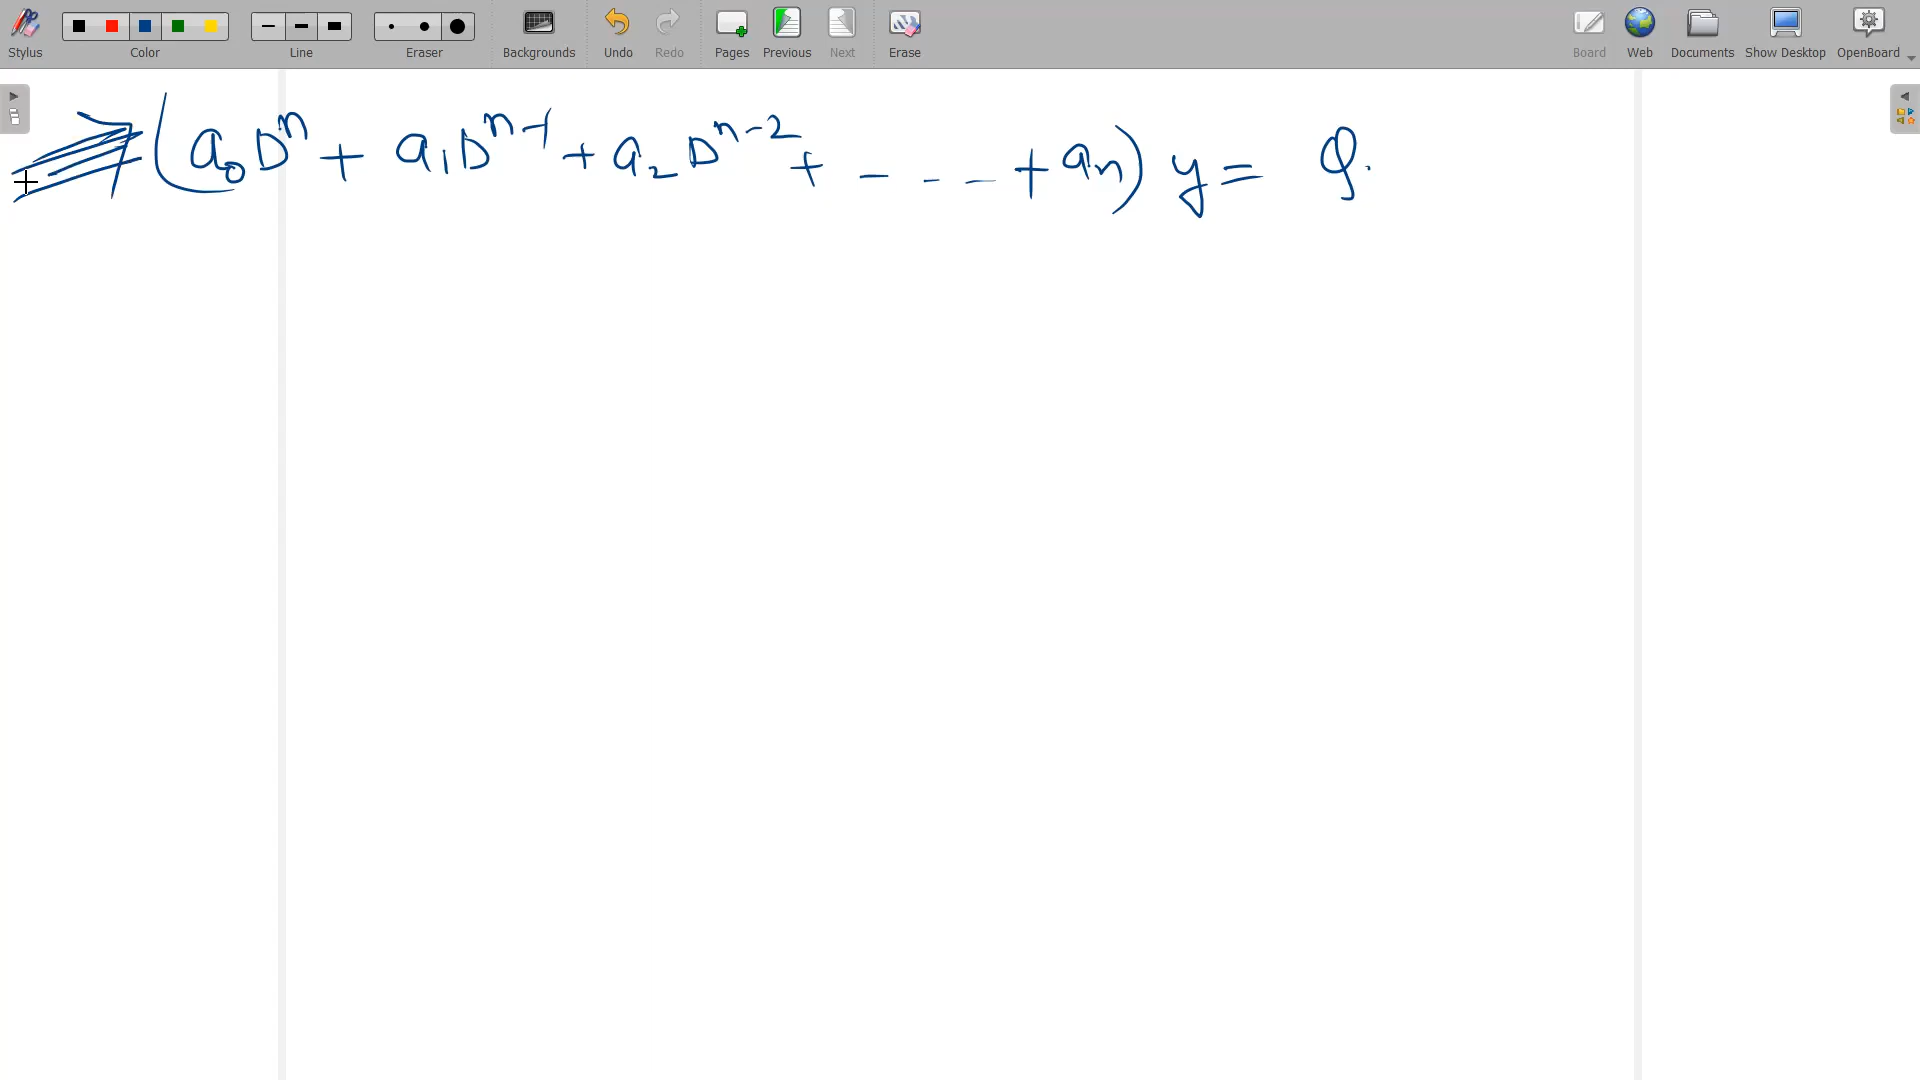 Stylus Color Line Eraser Backgrounds Undo Redo Pages Previous Next Erase Board Web Documents Show Desktop OpenBoard
(a₀Dⁿ + a₁Dⁿ⁻¹ + a₂Dⁿ⁻² + - - - + aₙ) y = Q.